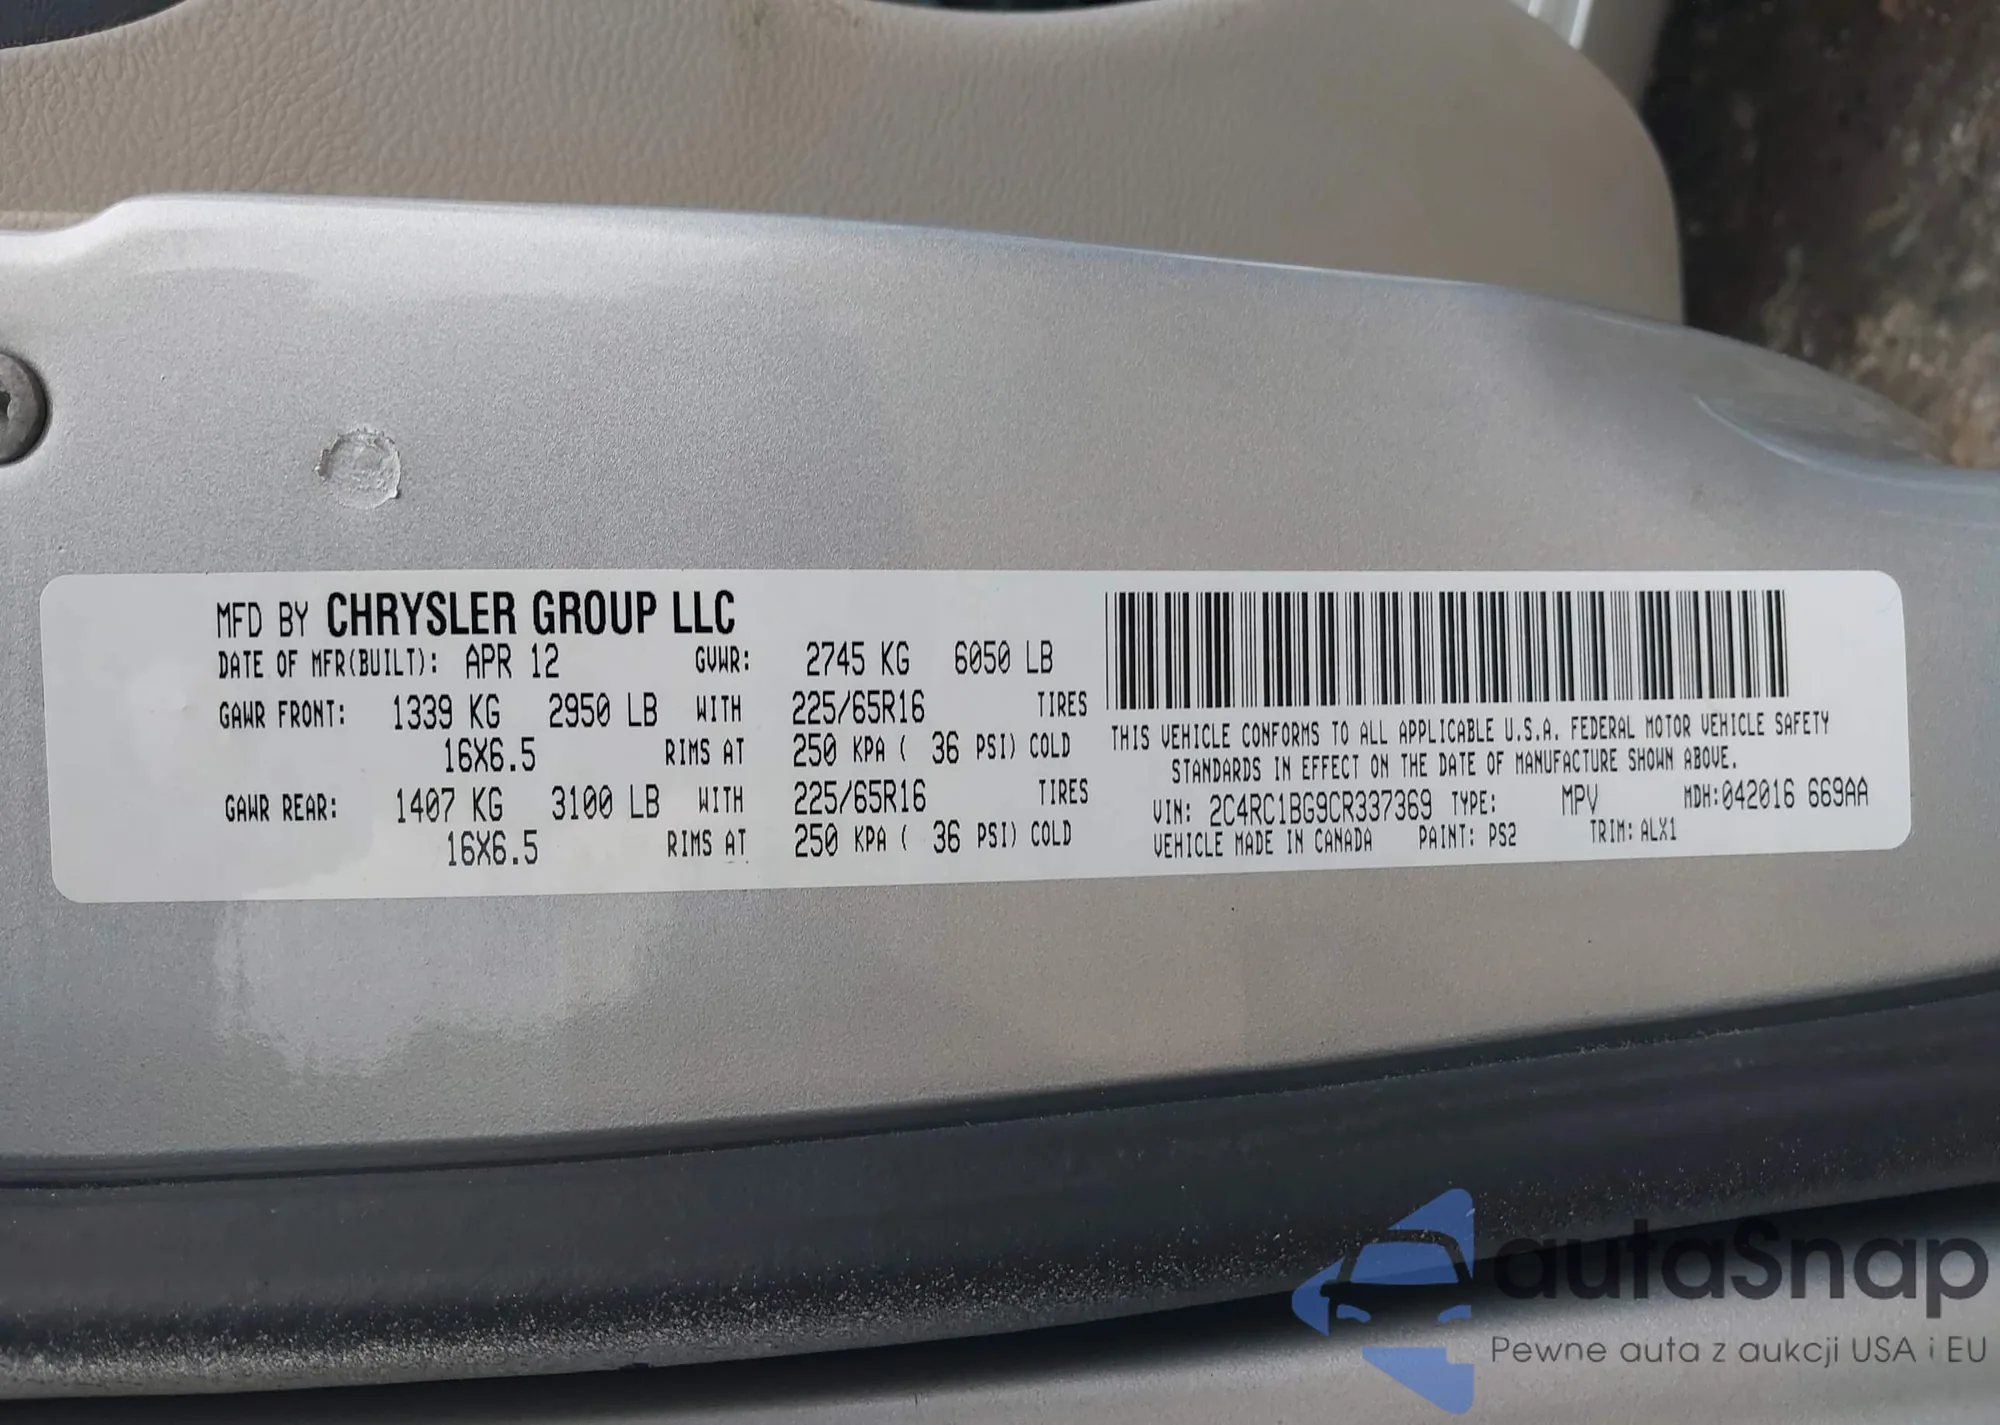 MFD BY CHRYSLER GROUP LLC
DATE OF MFR(BUILT): APR 12 GVWR: 2745 KG 6050 LB
GAWR FRONT: 1339 KG 2950 LB WITH 225/65R16 TIRES
16X6.5 RIMS AT 250 KPA ( 36 PSI) COLD
GAWR REAR: 1407 KG 3100 LB WITH 225/65R16 TIRES
16X6.5 RIMS AT 250 KPA ( 36 PSI) COLD
THIS VEHICLE CONFORMS TO ALL APPLICABLE U.S.A. FEDERAL MOTOR VEHICLE SAFETY
STANDARDS IN EFFECT ON THE DATE OF MANUFACTURE SHOWN ABOVE.
VIN: 2C4RC1BG9CR337369 TYPE: MPV MDH:042016 669AA
VEHICLE MADE IN CANADA PAINT: PS2 TRIM: ALX1
autaSnap
Pewne auta z aukcji USA i EU